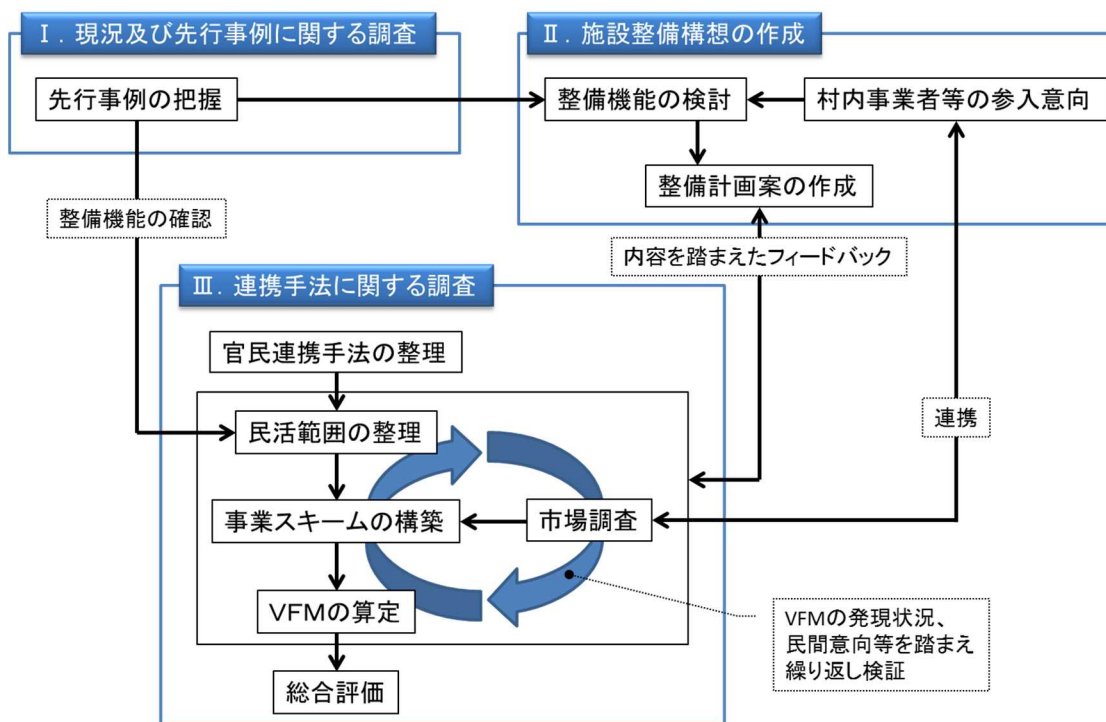 Ⅰ．現況及び先行事例に関する調査
先行事例の把握
整備機能の確認
Ⅱ．施設整備構想の作成
整備機能の検討
村内事業者等の参入意向
整備計画案の作成
内容を踏まえたフィードバック
連携
Ⅲ．連携手法に関する調査
官民連携手法の整理
民活範囲の整理
事業スキームの構築
市場調査
VFMの算定
総合評価
VFMの発現状況、
民間意向等を踏まえ
繰り返し検証